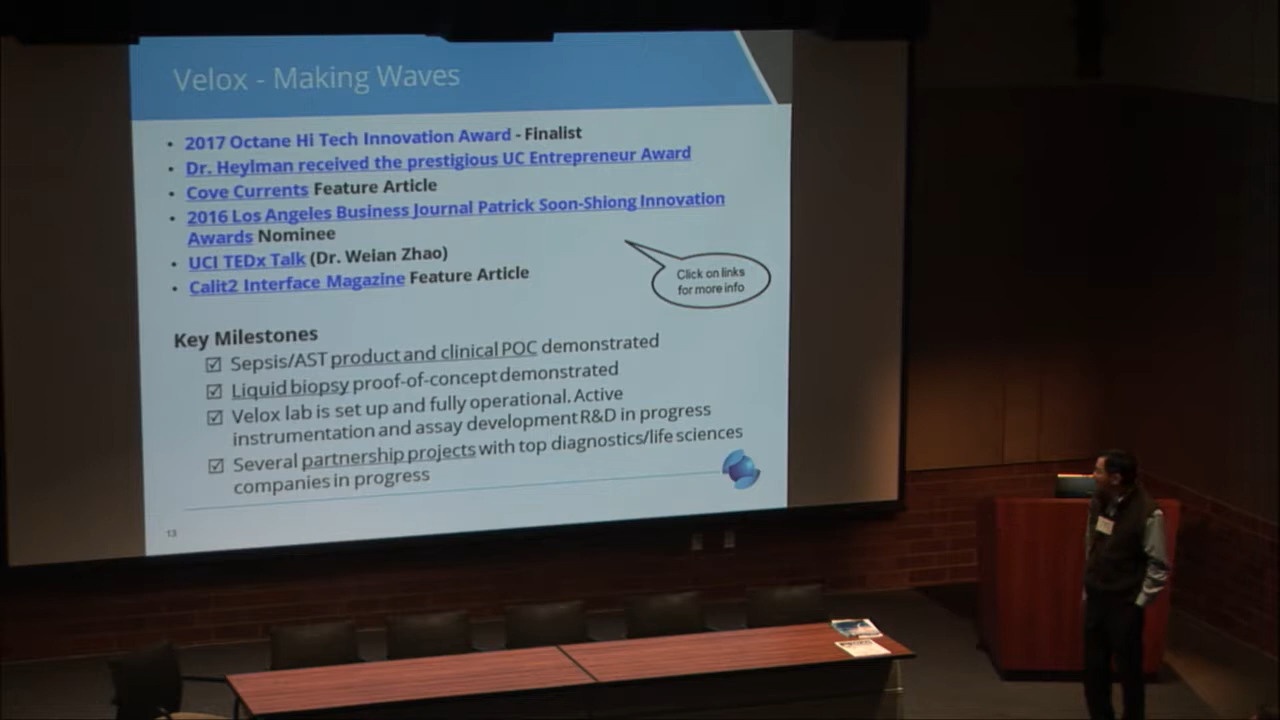 Velox - Making Waves
• 2017 Octane Hi Tech Innovation Award - Finalist
• Dr. Heylman received the prestigious UC Entrepreneur Award
• Cove Currents Feature Article
• 2016 Los Angeles Business Journal Patrick Soon-Shiong Innovation
Awards Nominee
• UCI TEDx Talk (Dr. Weian Zhao)
• Calit2 Interface Magazine Feature Article
Click on links
for more info
Key Milestones
☑ Sepsis/AST product and clinical POC demonstrated
☑ Liquid biopsy proof-of-concept demonstrated
☑ Velox lab is set up and fully operational. Active
instrumentation and assay development R&D in progress
☑ Several partnership projects with top diagnostics/life sciences
companies in progress
13